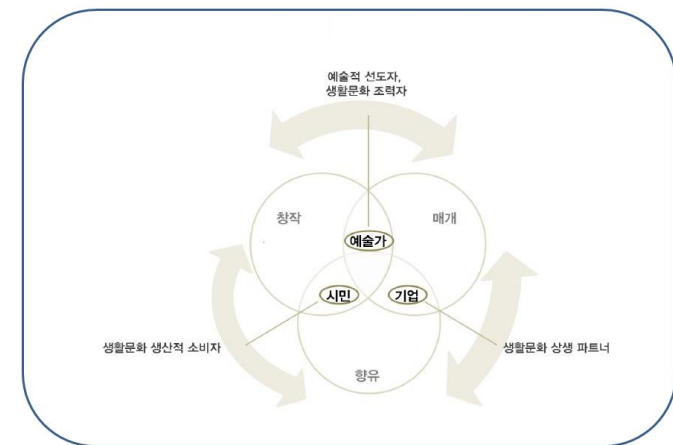 예술적 선도자,
생활문화 조력자
창작
매개
예술가
시민
기업
생활문화 생산적 소비자
생활문화 상생 파트너
향유